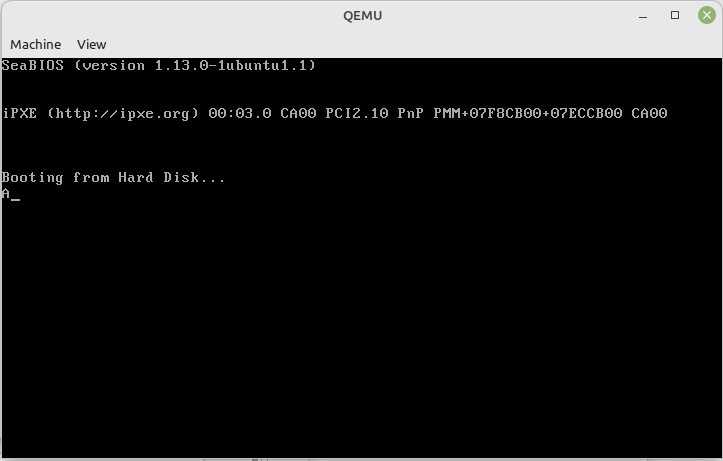 QEMU
Machine View
SeaBIOS (version 1.13.0-1ubuntu1.1)
iPXE (http://ipxe.org) 00:03.0 CA00 PCI2.10 PnP PMM+07F8CB00+07ECCB00 CA00
Booting from Hard Disk...
A_